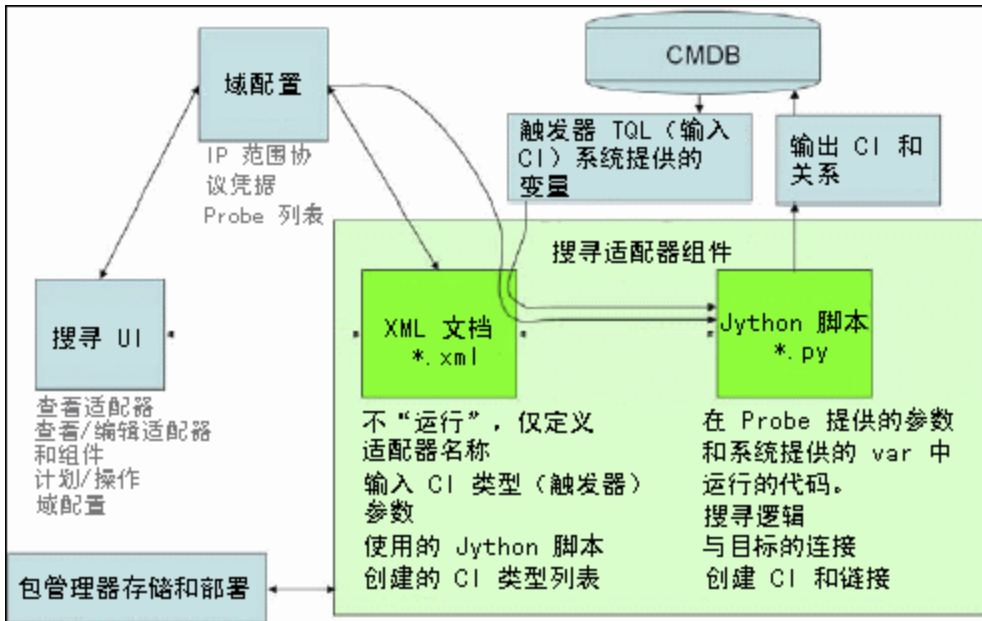 CMDB
域配置
IP 范围协
议凭据
Probe 列表
触发器 TQL（输入
CI）系统提供的
变量
输出 CI 和
关系
搜寻适配器组件
搜寻 UI
XML 文档
*.xml
Jython 脚本
*.py
查看适配器
查看/编辑适配器
和组件
计划/操作
域配置
不“运行”，仅定义
适配器名称
输入 CI 类型（触发器）
参数
使用的 Jython 脚本
创建的 CI 类型列表
在 Probe 提供的参数
和系统提供的 var 中
运行的代码。
搜寻逻辑
与目标的连接
创建 CI 和链接
包管理器存储和部署